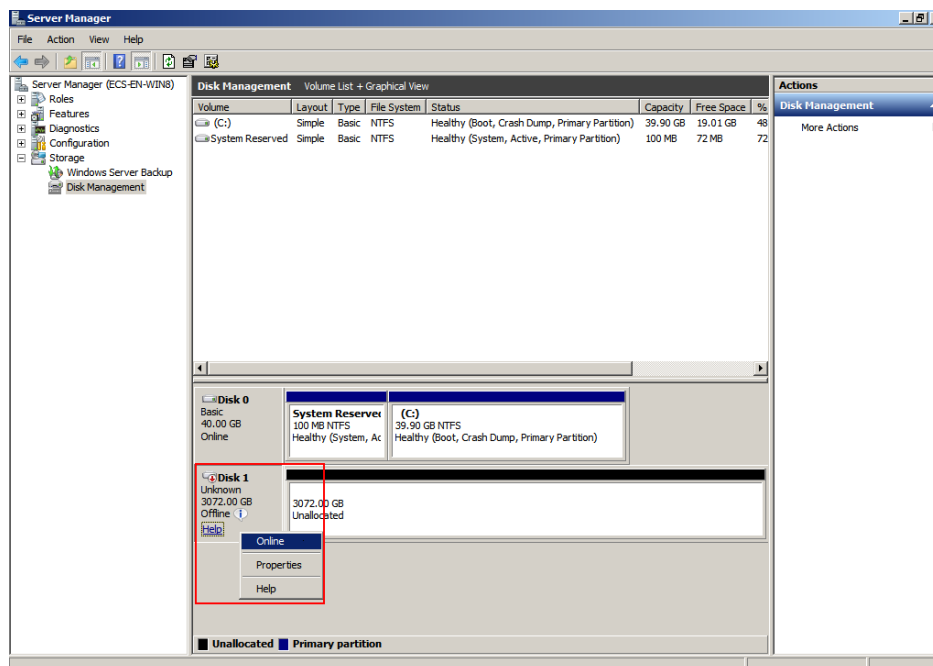 Server Manager
File Action View Help
Server Manager (ECS-EN-WIN8)
Roles
Features
Diagnostics
Configuration
Storage
Windows Server Backup
Disk Management
Disk Management Volume List + Graphical View
Volume Layout Type File System Status Capacity Free Space %
(C:) Simple Basic NTFS Healthy (Boot, Crash Dump, Primary Partition) 39.90 GB 19.01 GB 48
System Reserved Simple Basic NTFS Healthy (System, Active, Primary Partition) 100 MB 72 MB 72
Disk 0
Basic
40.00 GB
Online
System Reserved
100 MB NTFS
Healthy (System, Ac
(C:)
39.90 GB NTFS
Healthy (Boot, Crash Dump, Primary Partition)
Disk 1
Unknown
3072.00 GB
Offline
Help
3072.00 GB
Unallocated
Online
Properties
Help
Unallocated Primary partition
Actions
Disk Management
More Actions